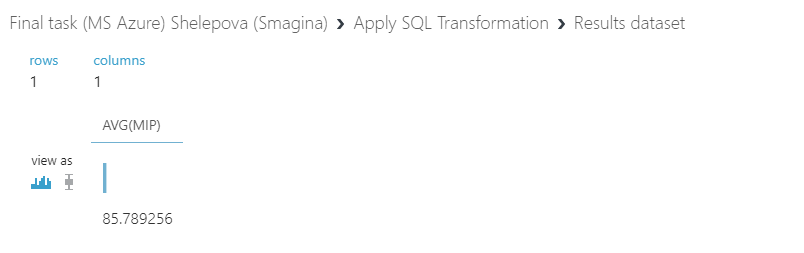 Final task (MS Azure) Shelepova (Smagina) ❯ Apply SQL Transformation ❯ Results dataset
rows columns
1 1
AVG(MIP)
view as
85.789256